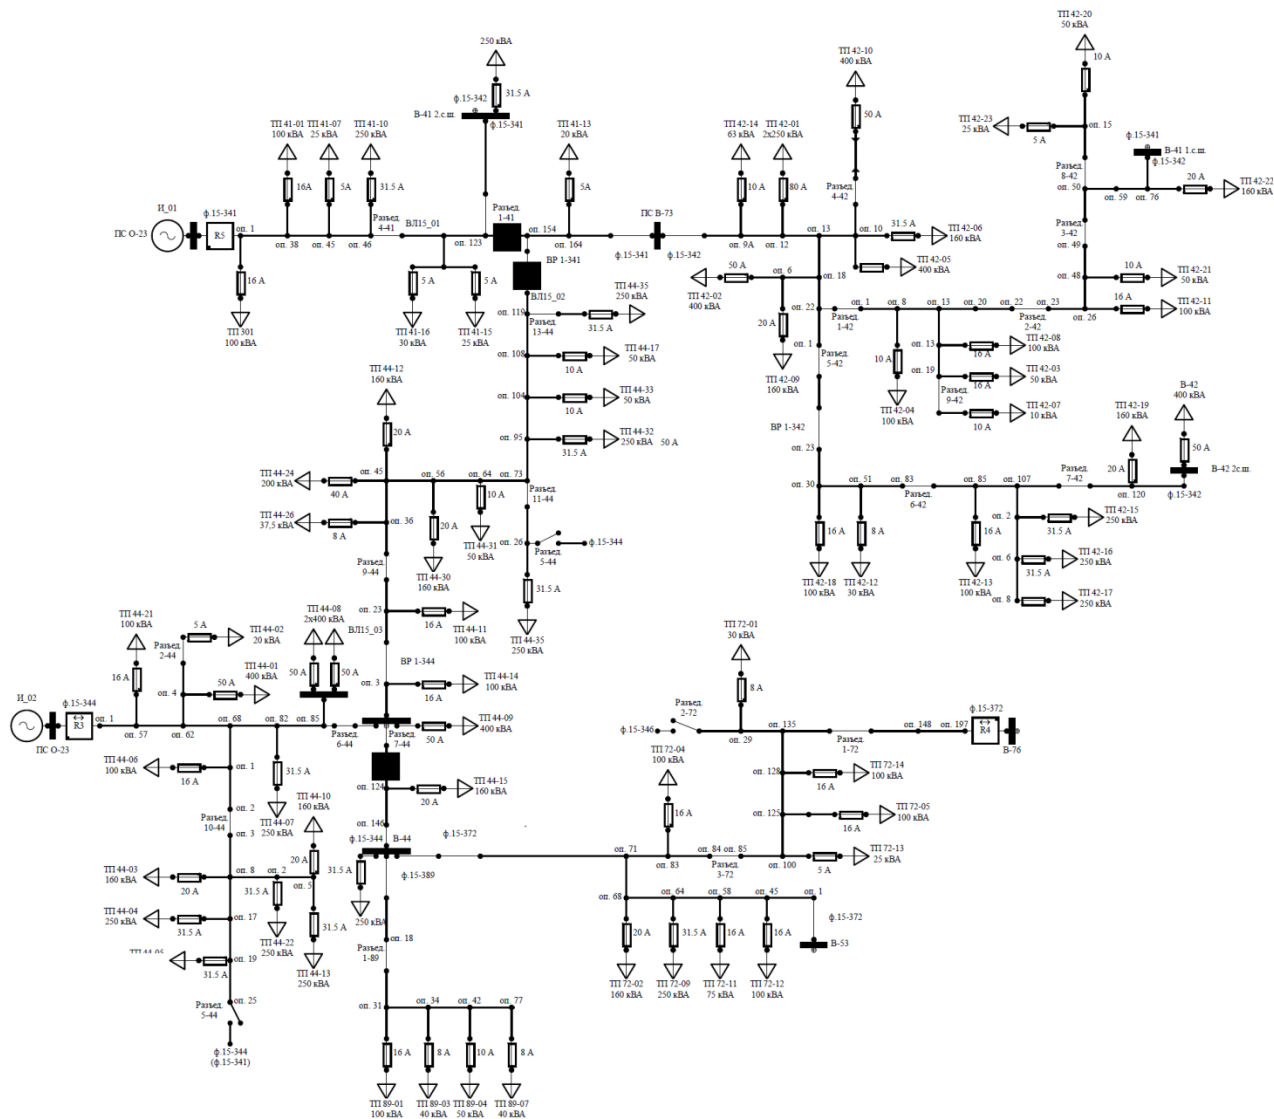 ТП 42-20
50 кВА
10 А
ТП 42-10
400 кВА
50 А
250 кВА
31.5 А
ф.15-342
В-41 2.с.ш.
ф.15-341
ТП 41-01
100 кВА
16А
ТП 41-07
25 кВА
5А
ТП 41-10
250 кВА
31.5 А
ТП 41-13
20 кВА
5А
ТП 42-14
63 кВА
10 А
ТП 42-01
2х250 кВА
80 А
ТП 42-23
25 кВА
5 А
оп. 15
ф.15-341
В-41 1.с.ш.
ф.15-342
Разъед.
8-42
оп. 50
оп. 59
оп. 76
20 А
ТП 42-22
160 кВА
И_01
ПС О-23
ф.15-341
R5
оп. 1
оп. 38
оп. 45
оп. 46
Разъед.
4-41
ВЛ15_01
оп. 123
Разъед.
1-41
оп. 154
оп. 164
ПС В-73
ф.15-341
ф.15-342
оп. 9А
оп. 12
оп. 13
Разъед.
4-42
оп. 10
31.5 А
ТП 42-06
160 кВА
ТП 42-05
400 кВА
Разъед.
3-42
оп. 49
оп. 48
10 А
ТП 42-21
50 кВА
16 А
ТП 42-11
100 кВА
оп. 26
16 А
ТП 301
100 кВА
5 А
ТП 41-16
30 кВА
5 А
ТП 41-15
25 кВА
ВР 1-341
ВЛ15_02
оп. 119
Разъед.
13-44
ТП 44-35
250 кВА
31.5 А
50 А
ТП 42-02
400 кВА
оп. 6
20 А
ТП 42-09
160 кВА
оп. 18
оп. 22
оп. 1
Разъед.
1-42
оп. 8
оп. 13
оп. 20
оп. 22
оп. 23
Разъед.
2-42
оп. 1
Разъед.
5-42
10 А
ТП 42-04
100 кВА
оп. 13
16 А
ТП 42-08
100 кВА
оп. 19
16 А
ТП 42-03
50 кВА
Разъед.
9-42
10 А
ТП 42-07
10 кВА
оп. 108
10 А
ТП 44-17
50 кВА
оп. 104
10 А
ТП 44-33
50 кВА
оп. 95
31.5 А
ТП 44-32
250 кВА
50 А
ТП 44-12
160 кВА
20 А
ТП 44-24
200 кВА
40 А
оп. 45
оп. 56
оп. 64
оп. 73
Разъед.
11-44
ТП 44-26
37,5 кВА
8 А
оп. 36
20 А
ТП 44-30
160 кВА
10 А
ТП 44-31
50 кВА
оп. 26
Разъед.
5-44
ф.15-344
31.5 А
ТП 44-35
250 кВА
Разъед.
9-44
ВР 1-342
оп. 23
оп. 30
оп. 51
оп. 83
Разъед.
6-42
оп. 85
оп. 107
Разъед.
7-42
оп. 120
ТП 42-19
160 кВА
20 А
В-42
400 кВА
50 А
В-42 2с.ш.
ф.15-342
16 А
ТП 42-18
100 кВА
8 А
ТП 42-12
30 кВА
16 А
ТП 42-13
100 кВА
оп. 2
31.5 А
ТП 42-15
250 кВА
оп. 6
31.5 А
ТП 42-16
250 кВА
оп. 8
ТП 42-17
250 кВА
оп. 23
16 А
ТП 44-11
100 кВА
ТП 44-21
100 кВА
16 А
5 А
ТП 44-02
20 кВА
Разъед.
2-44
оп. 4
50 А
ТП 44-01
400 кВА
ТП 44-08
2х400 кВА
50 А
50 А
ВЛ15_03
ВР 1-344
оп. 3
16 А
ТП 44-14
100 кВА
И_02
ПС О-23
ф.15-344
R3
оп. 1
оп. 57
оп. 62
оп. 68
оп. 82
оп. 85
Разъед.
6-44
Разъед.
7-44
50 А
ТП 44-09
400 кВА
ТП 72-01
30 кВА
8 А
Разъед.
2-72
ф.15-346
оп. 29
оп. 135
Разъед.
1-72
оп. 148
оп. 197
ф.15-372
R4
В-76
ТП 44-06
100 кВА
16 А
оп. 1
31.5 А
ТП 44-07
250 кВА
оп. 2
Разъед.
10-44
оп. 3
оп. 124
20 А
ТП 44-15
160 кВА
ТП 72-04
100 кВА
16 А
оп. 128
16 А
ТП 72-14
100 кВА
оп. 125
16 А
ТП 72-05
100 кВА
ТП 44-10
160 кВА
20 А
оп. 146
ф.15-344
В-44
ф.15-372
ф.15-389
31.5 А
250 кВА
оп. 71
оп. 83
оп. 84
оп. 85
Разъед.
3-72
оп. 100
5 А
ТП 72-13
25 кВА
ТП 44-03
160 кВА
20 А
оп. 8
оп. 2
оп. 5
31.5 А
ТП 44-22
250 кВА
31.5 А
ТП 44-13
250 кВА
ТП 44-04
250 кВА
31.5 А
оп. 17
31.5 А
оп. 19
оп. 25
Разъед.
5-44
ф.15-344
(ф.15-341)
оп. 68
оп. 64
оп. 58
оп. 45
оп. 1
ф.15-372
В-53
20 А
ТП 72-02
160 кВА
31.5 А
ТП 72-09
250 кВА
16 А
ТП 72-11
75 кВА
16 А
ТП 72-12
100 кВА
оп. 18
Разъед.
1-89
оп. 31
оп. 34
оп. 42
оп. 77
16 А
ТП 89-01
100 кВА
8 А
ТП 89-03
40 кВА
10 А
ТП 89-04
50 кВА
8 А
ТП 89-07
40 кВА